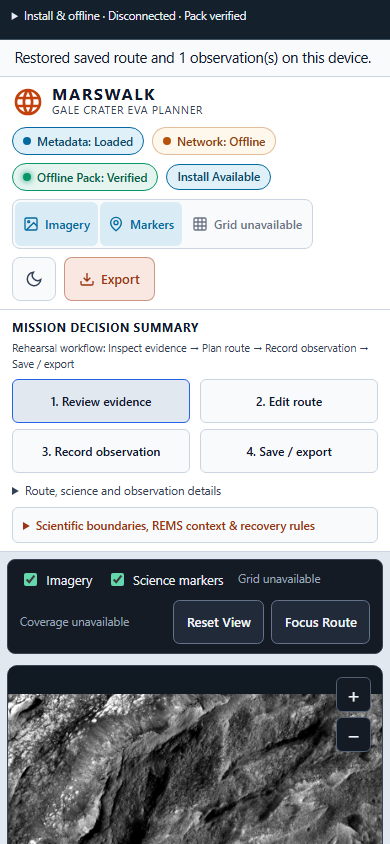 ▶ Install & offline · Disconnected · Pack verified
Restored saved route and 1 observation(s) on this device.
MARSWALK
GALE CRATER EVA PLANNER
Metadata: Loaded
Network: Offline
Offline Pack: Verified
Install Available
Imagery
Markers
Grid unavailable
Export
MISSION DECISION SUMMARY
Rehearsal workflow: Inspect evidence → Plan route → Record observation →
Save / export
1. Review evidence
2. Edit route
3. Record observation
4. Save / export
▶ Route, science and observation details
▶ Scientific boundaries, REMS context & recovery rules
Imagery
Science markers
Grid unavailable
Coverage unavailable
Reset View
Focus Route
+
−